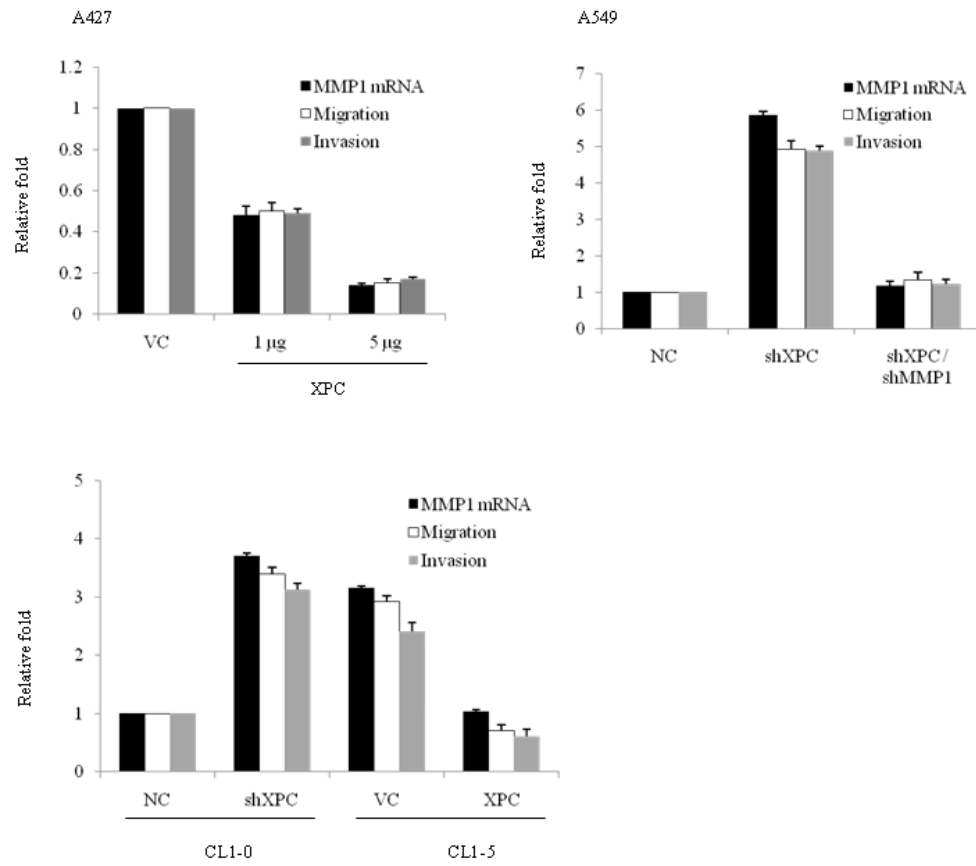 A427
1.2
1
0.8
0.6
0.4
0.2
0
Relative fold
MMP1 mRNA
Migration
Invasion
VC
1 µg
5 µg
XPC
A549
7
6
5
4
3
2
1
0
Relative fold
MMP1 mRNA
Migration
Invasion
NC
shXPC
shXPC/
shMMP1
5
4
3
2
1
0
Relative fold
MMP1 mRNA
Migration
Invasion
NC
shXPC
VC
XPC
CL1-0
CL1-5